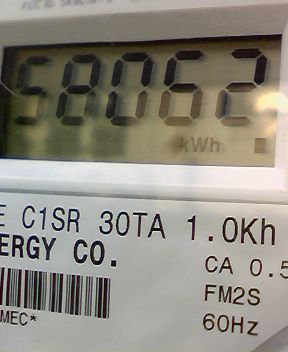 58062
kWh
E C1SR 30TA 1.0Kh
ERGY CO.
CA 0.5
FM2S
MEC*
60Hz